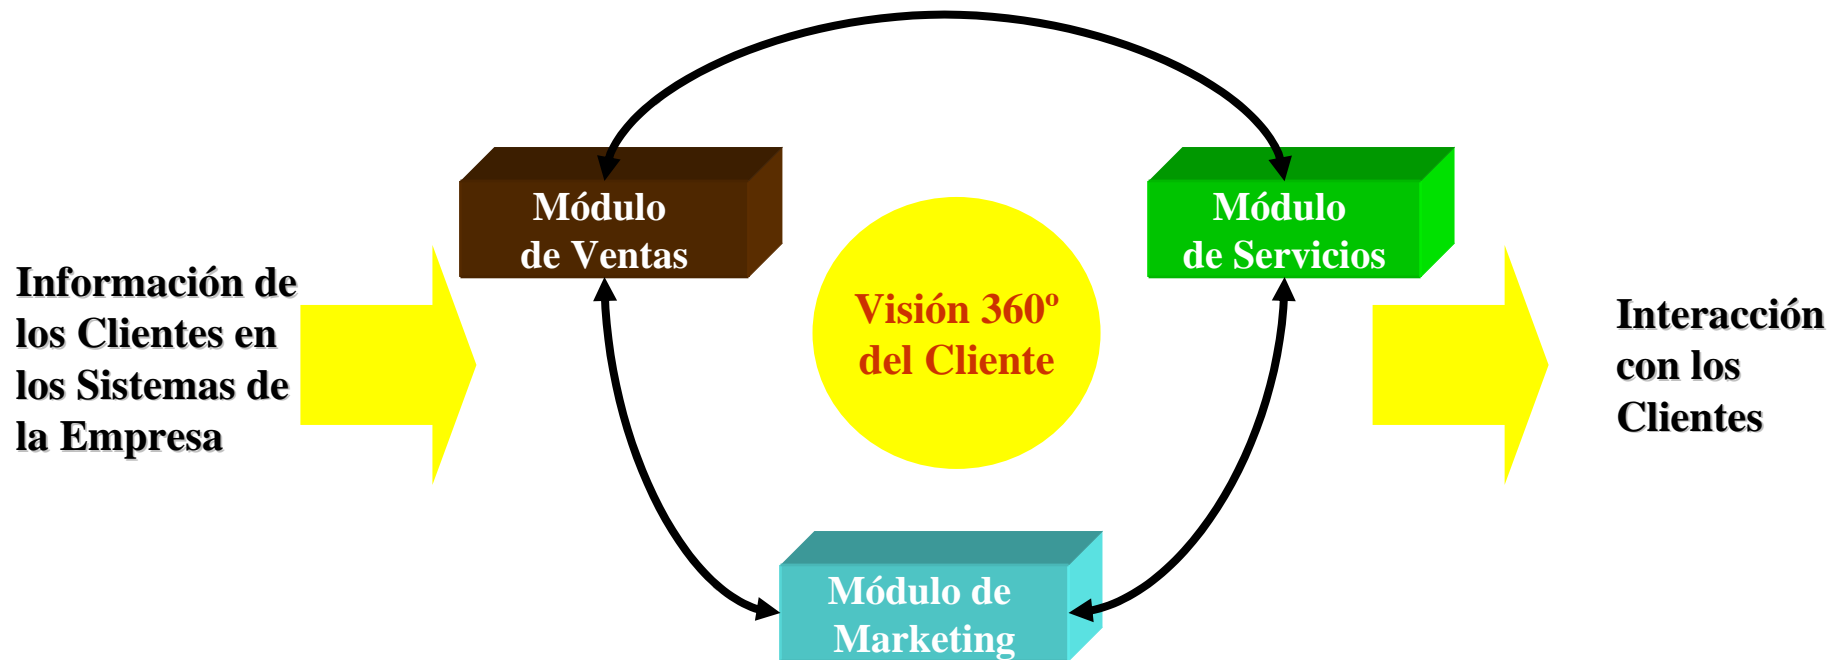 Información de
los Clientes en
los Sistemas de
la Empresa
Módulo
de Ventas
Visión 360º
del Cliente
Módulo
de Servicios
Módulo de
Marketing
Interacción
con los
Clientes